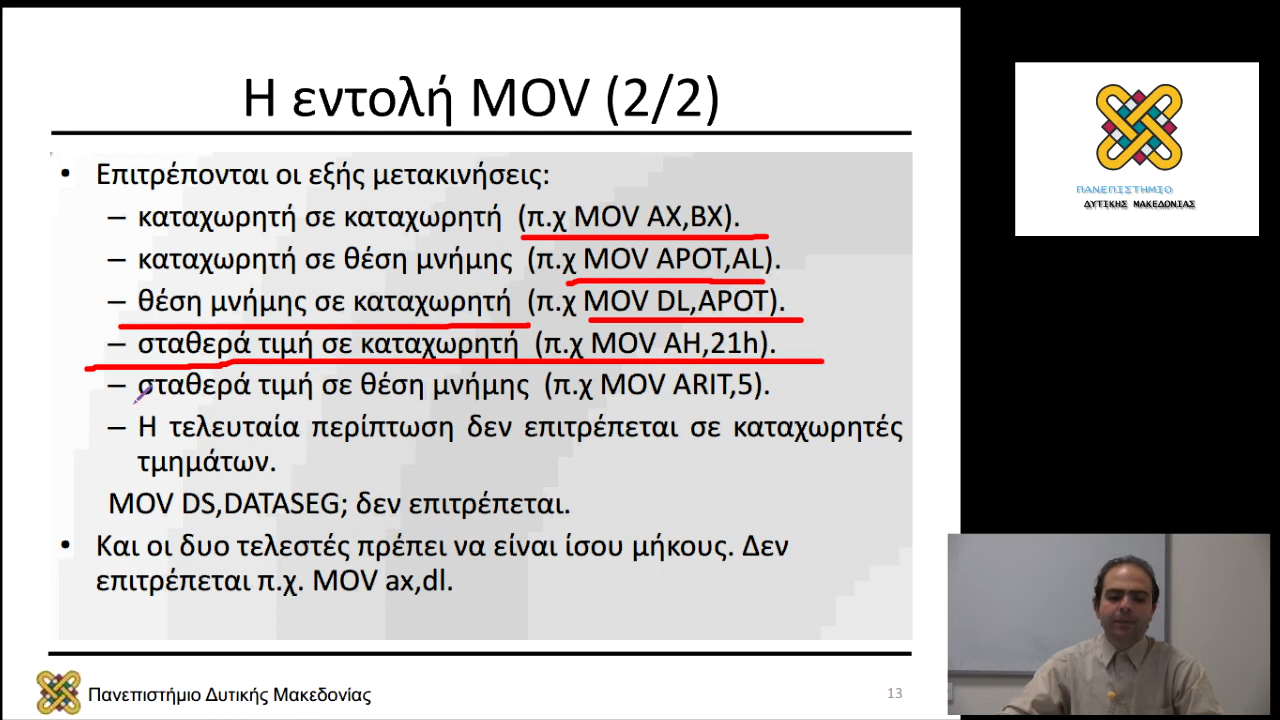 Η εντολή MOV (2/2)
• Επιτρέπονται οι εξής μετακινήσεις:
– καταχωρητή σε καταχωρητή (π.χ MOV AX,BX).
– καταχωρητή σε θέση μνήμης (π.χ MOV APOT,AL).
– θέση μνήμης σε καταχωρητή (π.χ MOV DL,APOT).
– σταθερά τιμή σε καταχωρητή (π.χ MOV AH,21h).
– σταθερά τιμή σε θέση μνήμης (π.χ MOV ARIT,5).
– Η τελευταία περίπτωση δεν επιτρέπεται σε καταχωρητές
τμημάτων.
MOV DS,DATASEG; δεν επιτρέπεται.
• Και οι δυο τελεστές πρέπει να είναι ίσου μήκους. Δεν
επιτρέπεται π.χ. MOV ax,dl.
Πανεπιστήμιο Δυτικής Μακεδονίας
13
ΠΑΝΕΠΙΣΤΗΜΙΟ
ΔΥΤΙΚΗΣ ΜΑΚΕΔΟΝΙΑΣ